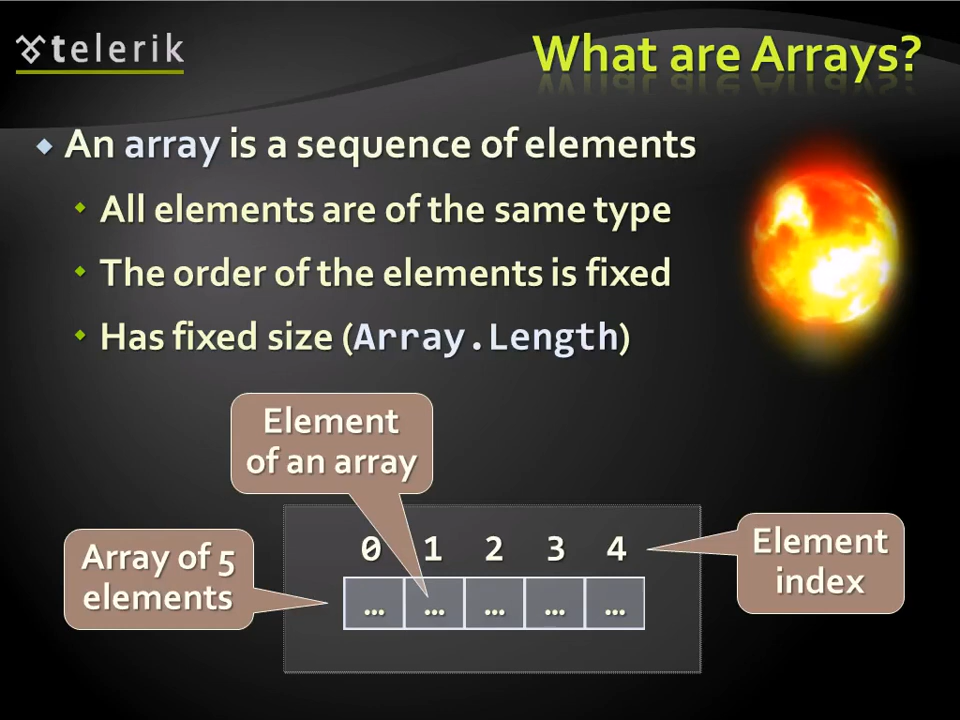 telerik
What are Arrays?
An array is a sequence of elements
All elements are of the same type
The order of the elements is fixed
Has fixed size (Array.Length)
Element
of an array
Array of 5
elements
0 1 2 3 4
… … … … …
Element
index